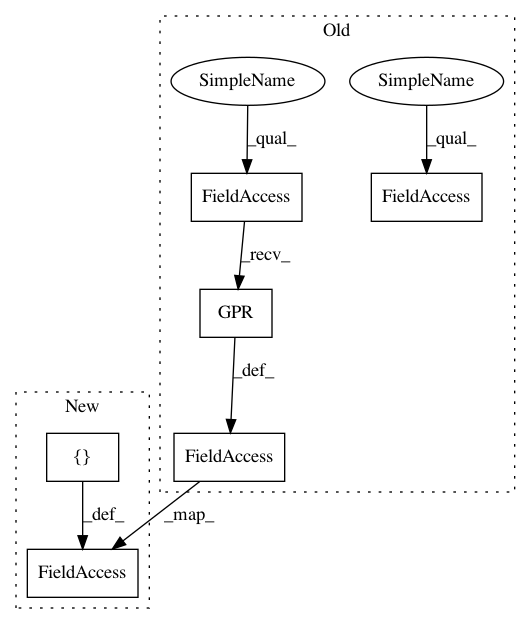 Old
SimpleName
SimpleName
_qual_
_qual_
FieldAccess
FieldAccess
_recv_
GPR
_def_
New
{}
FieldAccess
_def_
_map_
FieldAccess